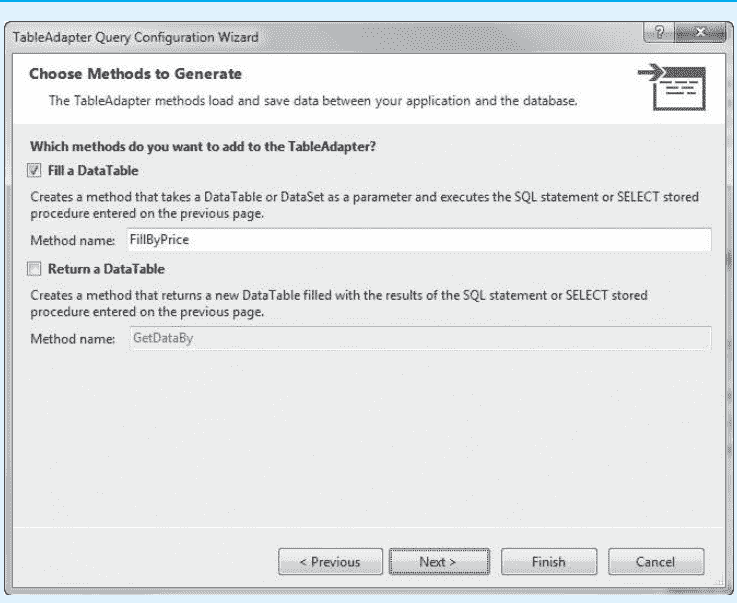 TableAdapter Query Configuration Wizard
?
Choose Methods to Generate
The TableAdapter methods load and save data between your application and the database.
Which methods do you want to add to the TableAdapter?
Fill a DataTable
Creates a method that takes a DataTable or DataSet as a parameter and executes the SQL statement or SELECT stored
procedure entered on the previous page.
Method name: FillByPrice
Return a DataTable
Creates a method that returns a new DataTable filled with the results of the SQL statement or SELECT stored
procedure entered on the previous page.
Method name: GetDataBy
< Previous Next > Finish Cancel